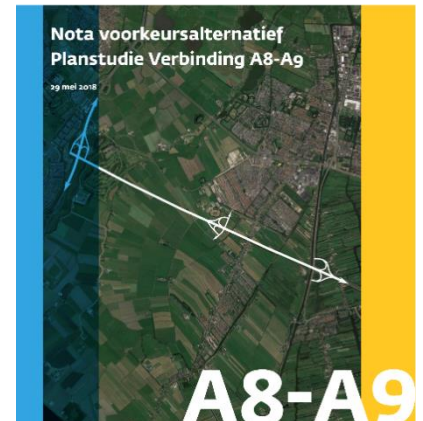 Nota voorkeursalternatief
Planstudie Verbinding A8-A9
29 mei 2018
A8-A9